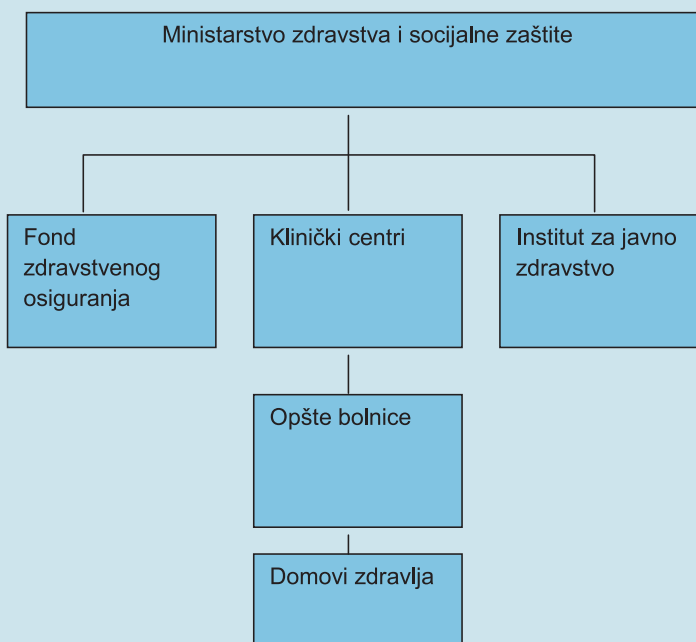 Ministarstvo zdravstva i socijalne zaštite
Fond
zdravstvenog
osiguranja
Klinički centri
Institut za javno
zdravstvo
Opšte bolnice
Domovi zdravlja